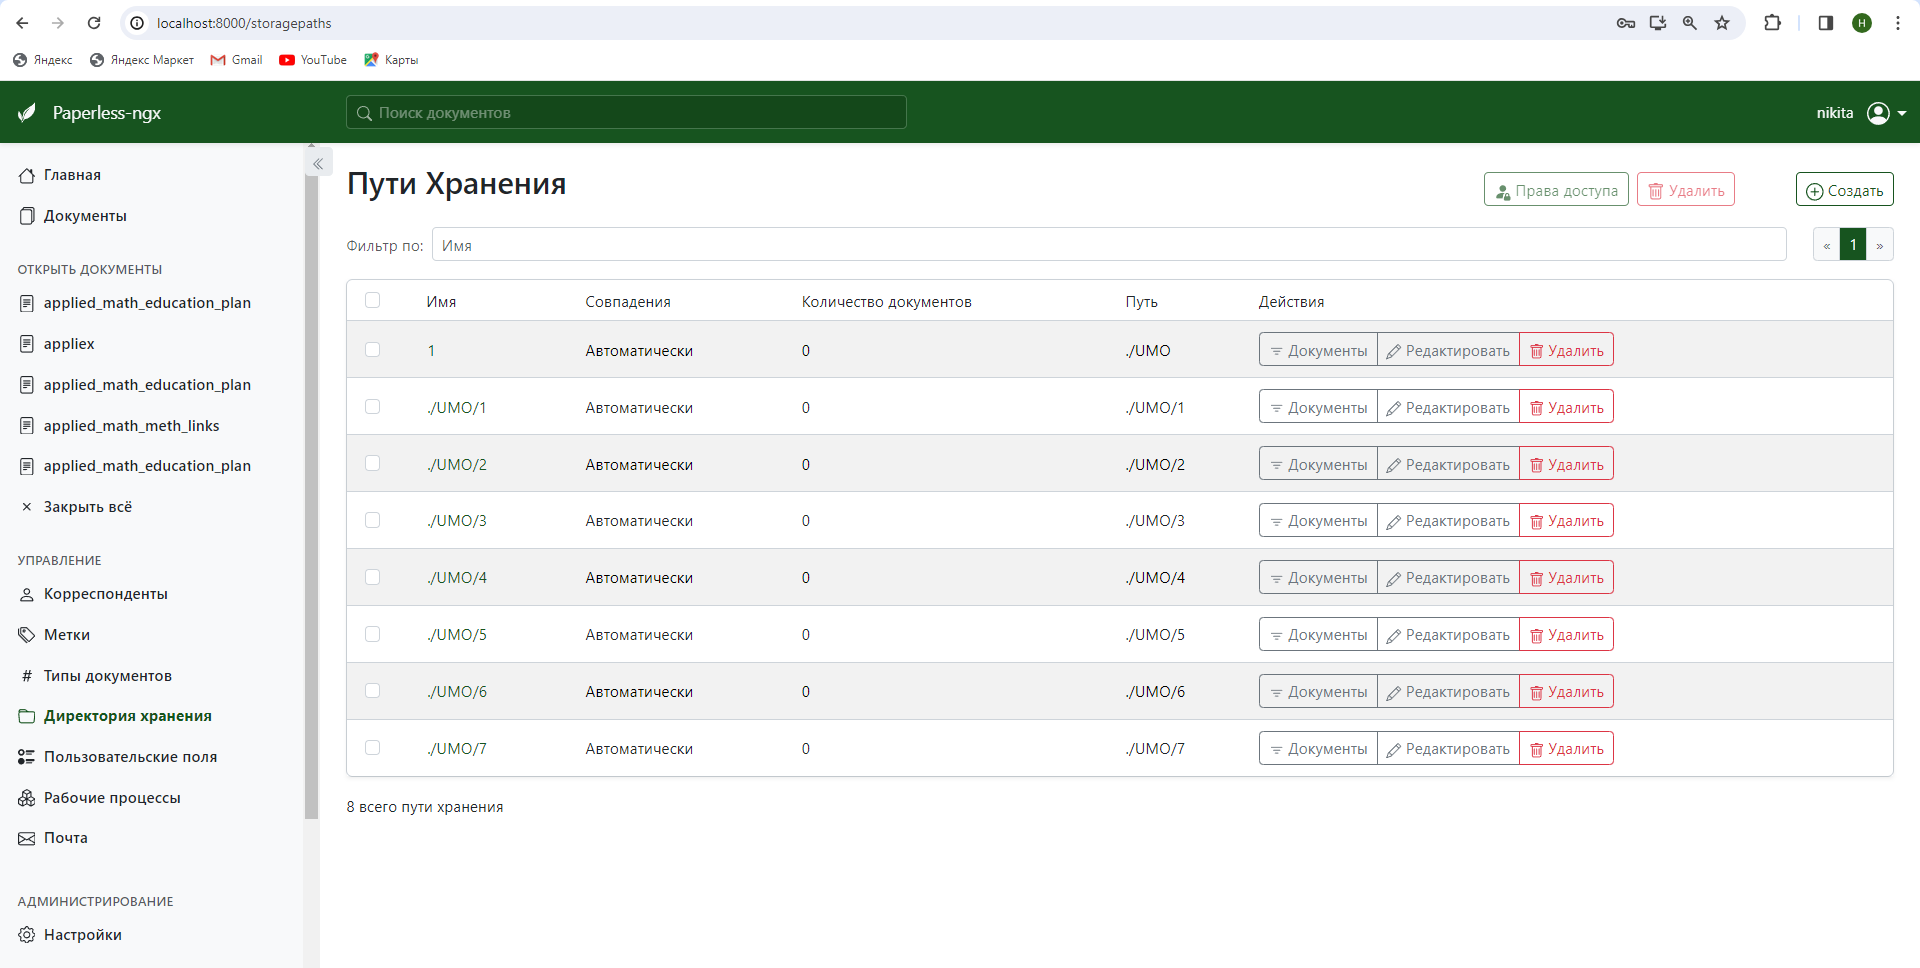 localhost:8000/storagepaths
H
Яндекс
Яндекс Маркет
Gmail
YouTube
Карты
Paperless-ngx
Поиск документов
nikita
Главная
Документы
ОТКРЫТЬ ДОКУМЕНТЫ
applied_math_education_plan
appliex
applied_math_education_plan
applied_math_meth_links
applied_math_education_plan
Закрыть всё
УПРАВЛЕНИЕ
Корреспонденты
Метки
# Типы документов
Директория хранения
Пользовательские поля
Рабочие процессы
Почта
АДМИНИСТРИРОВАНИЕ
Настройки
«
Пути Хранения
Права доступа
Удалить
Создать
Фильтр по: Имя
« 1 »
Имя Совпадения Количество документов Путь Действия
1 Автоматически 0 ./UMO Документы Редактировать Удалить
./UMO/1 Автоматически 0 ./UMO/1 Документы Редактировать Удалить
./UMO/2 Автоматически 0 ./UMO/2 Документы Редактировать Удалить
./UMO/3 Автоматически 0 ./UMO/3 Документы Редактировать Удалить
./UMO/4 Автоматически 0 ./UMO/4 Документы Редактировать Удалить
./UMO/5 Автоматически 0 ./UMO/5 Документы Редактировать Удалить
./UMO/6 Автоматически 0 ./UMO/6 Документы Редактировать Удалить
./UMO/7 Автоматически 0 ./UMO/7 Документы Редактировать Удалить
8 всего пути хранения